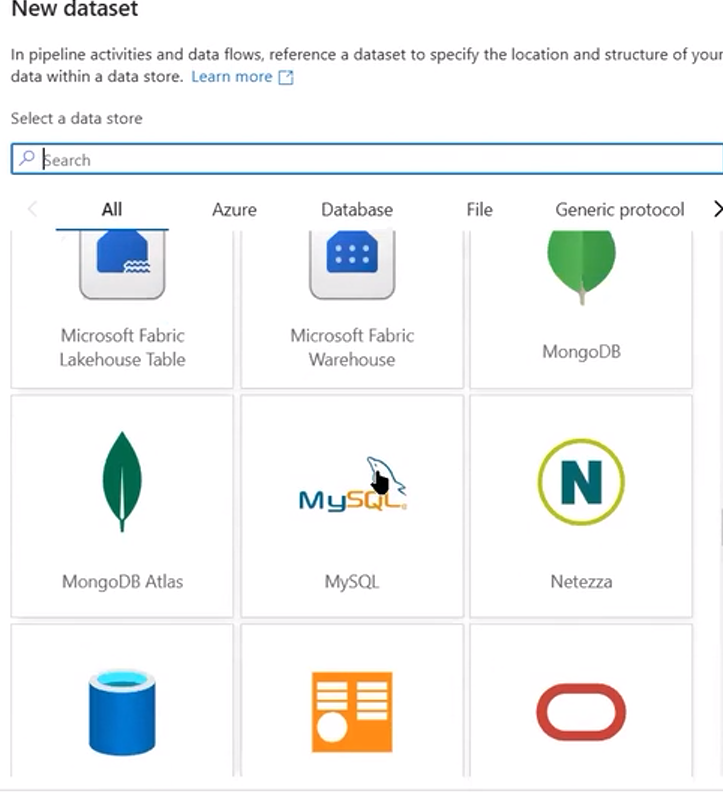 New dataset
In pipeline activities and data flows, reference a dataset to specify the location and structure of your
data within a data store. Learn more
Select a data store
Search
All Azure Database File Generic protocol
Microsoft Fabric
Lakehouse Table
Microsoft Fabric
Warehouse
MongoDB
MySQL
N
MongoDB Atlas
MySQL
Netezza